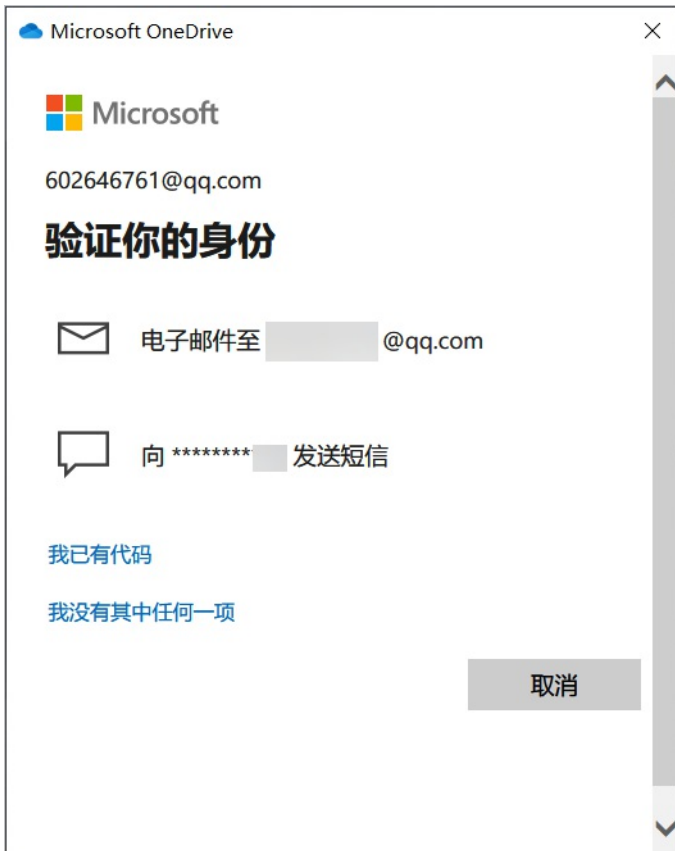 Microsoft OneDrive
Microsoft
602646761@qq.com
验证你的身份
电子邮件至 @qq.com
向 ********* 发送短信
我已有代码
我没有其中任何一项
取消